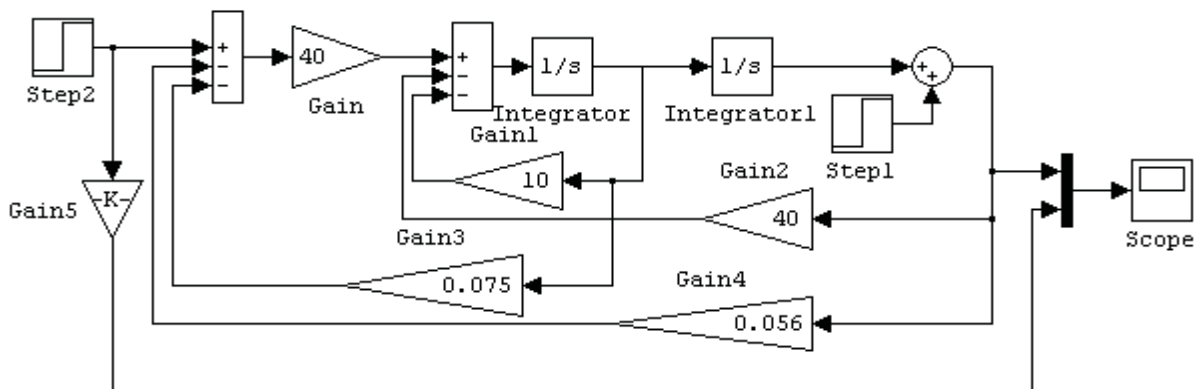 +
−
−
Step2
40
Gain
+
−
−
1/s
Integrator
1/s
Integrator1
+
+
Step1
Gain1
10
Gain2
40
-K-
Gain5
Gain3
0.075
Gain4
0.056
Scope